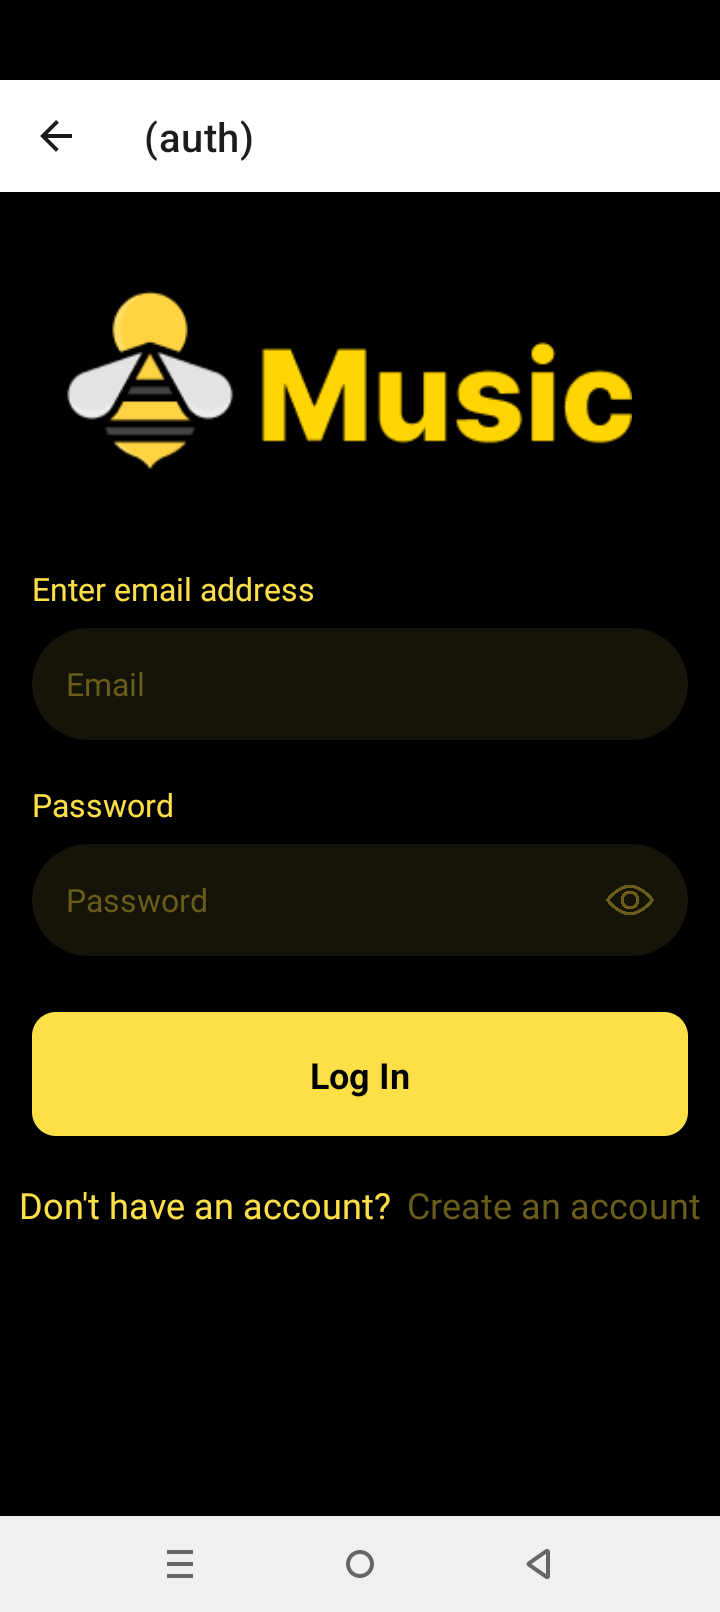 (auth)
Music
Enter email address
Email
Password
Password
Log In
Don't have an account? Create an account